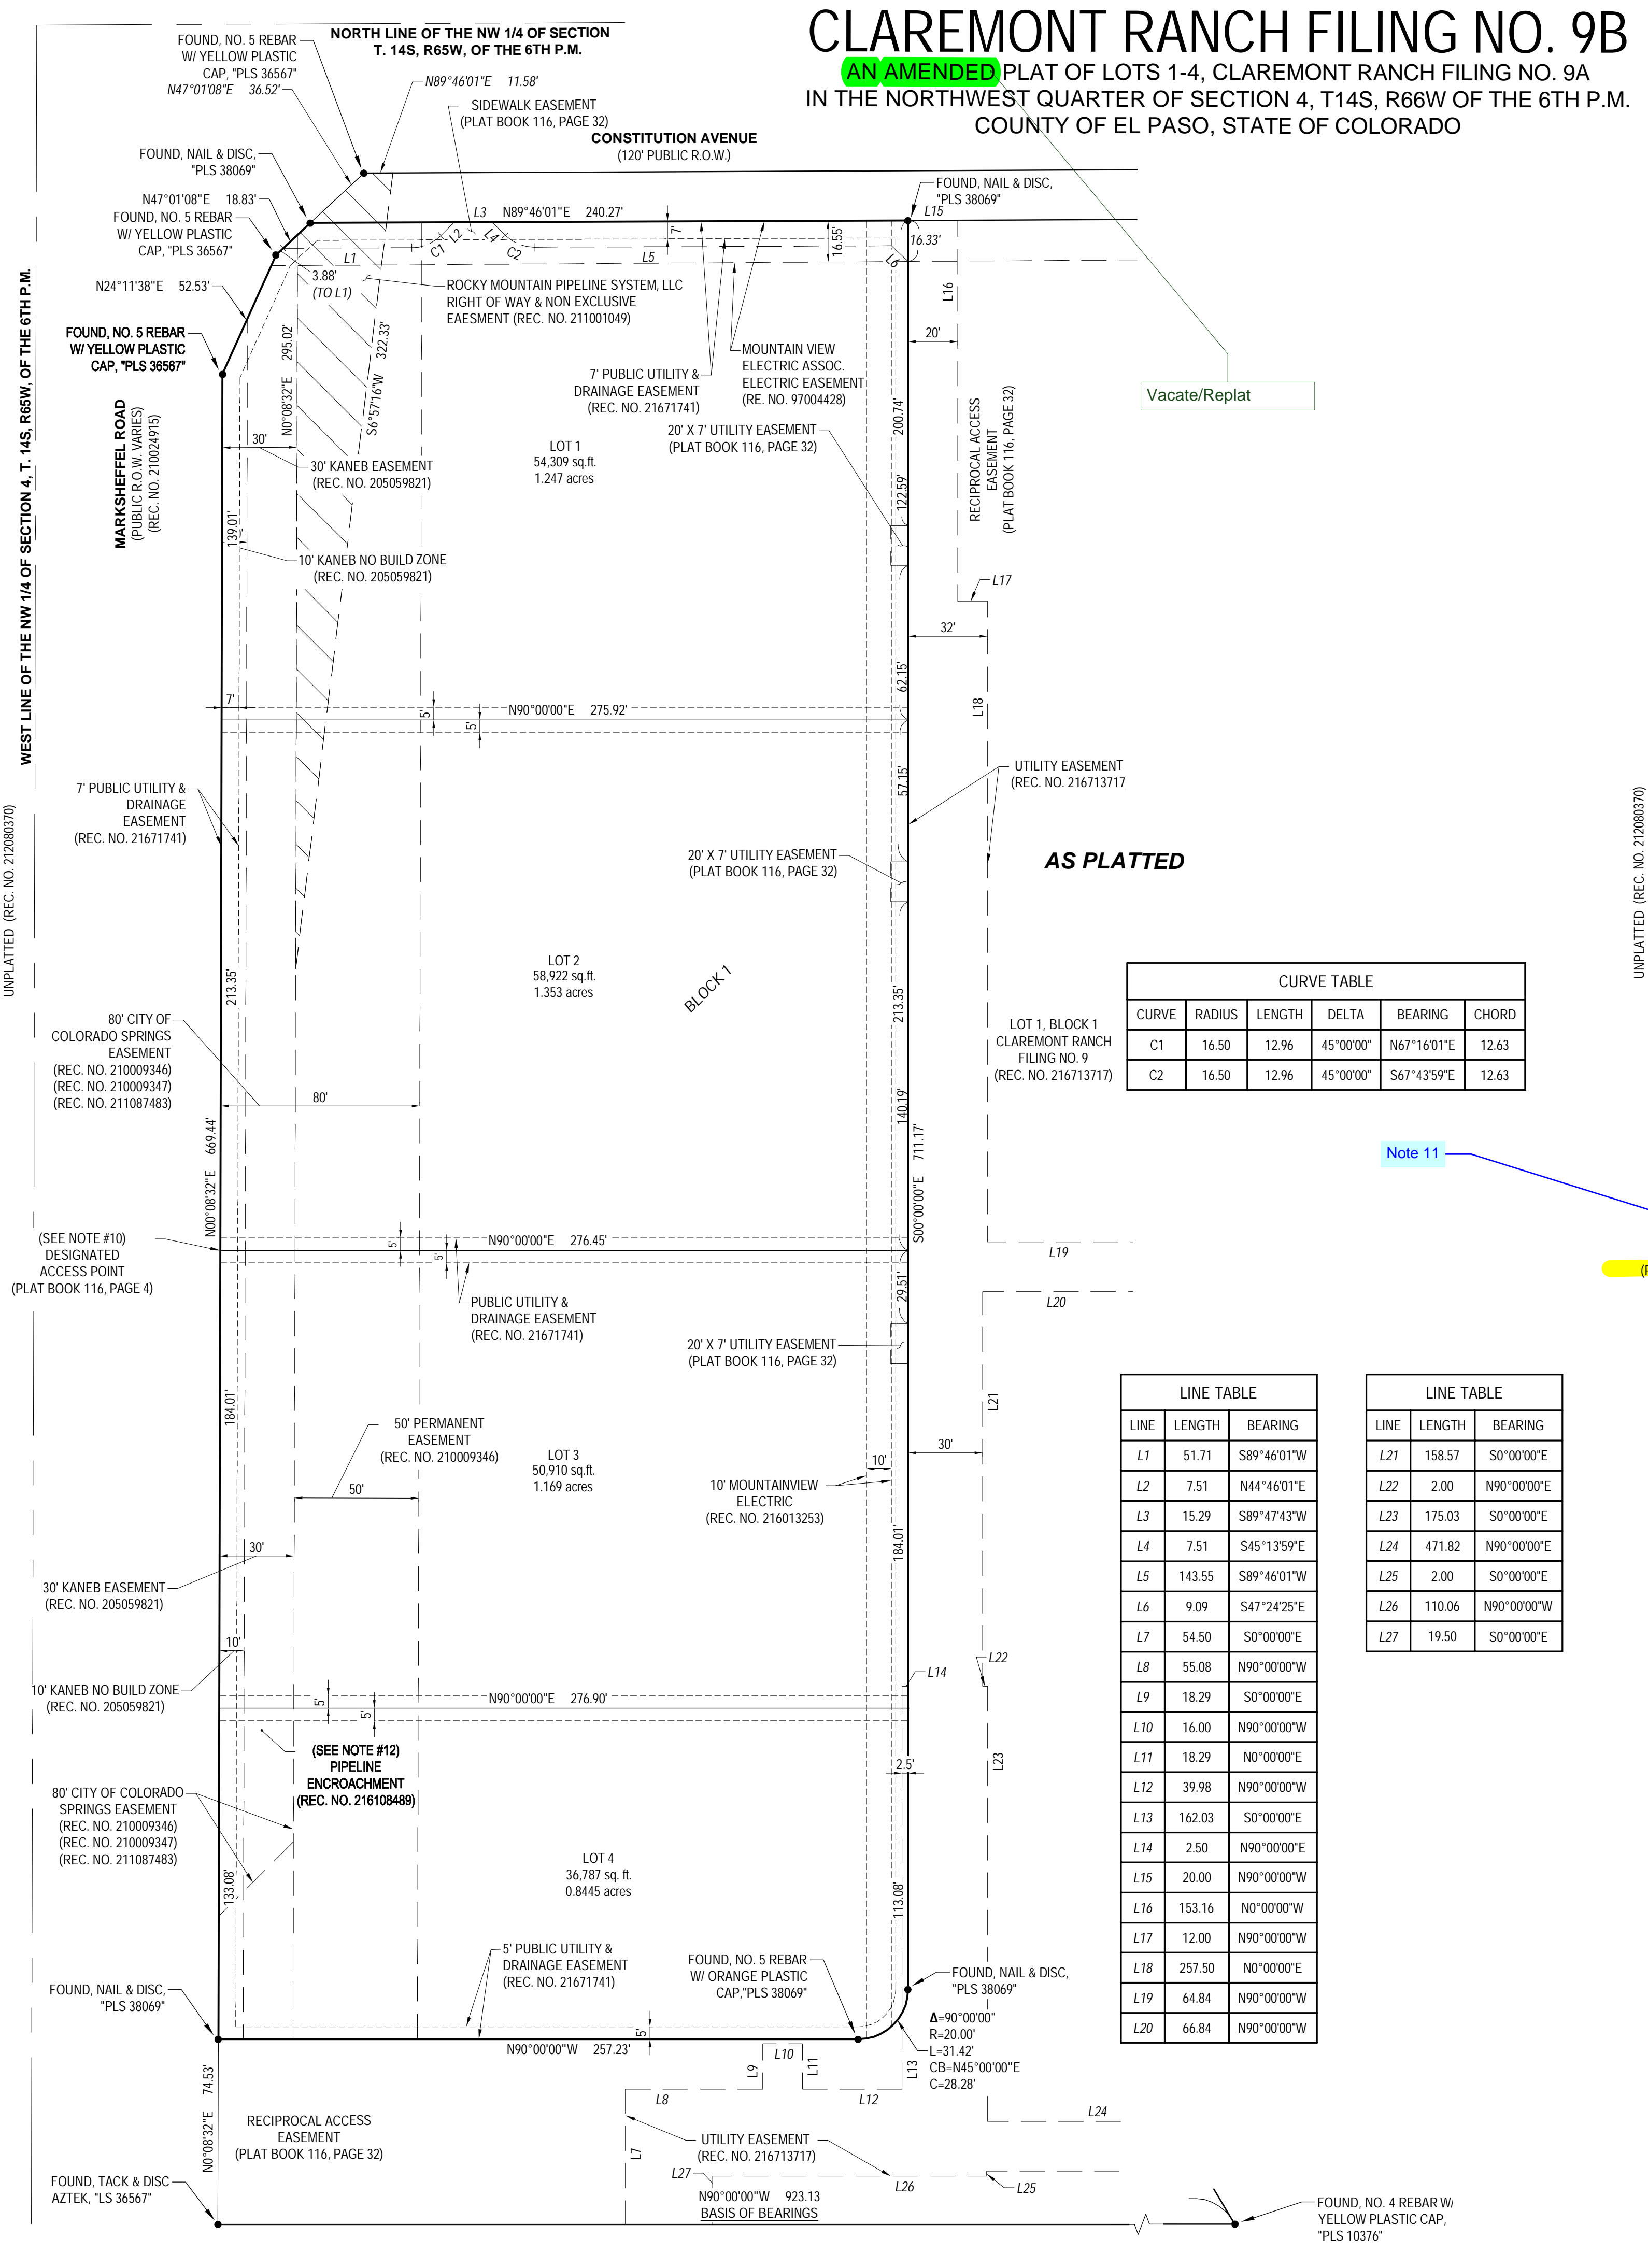 CLAREMONT RANCH FILING NO. 9B
AN AMENDED PLAT OF LOTS 1-4, CLAREMONT RANCH FILING NO. 9A
IN THE NORTHWEST QUARTER OF SECTION 4, T14S, R66W OF THE 6TH P.M.
COUNTY OF EL PASO, STATE OF COLORADO
NORTH LINE OF THE NW 1/4 OF SECTION
T. 14S, R65W, OF THE 6TH P.M.
FOUND, NO. 5 REBAR
W/ YELLOW PLASTIC
CAP, "PLS 36567"
N47°01'08"E 36.52'
N89°46'01"E 11.58'
SIDEWALK EASEMENT
(PLAT BOOK 116, PAGE 32)
CONSTITUTION AVENUE
(120' PUBLIC R.O.W.)
FOUND, NAIL & DISC,
"PLS 38069"
N47°01'08"E 18.83'
FOUND, NO. 5 REBAR
W/ YELLOW PLASTIC
CAP, "PLS 36567"
FOUND, NAIL & DISC,
"PLS 38069"
L15
L3 N89°46'01"E 240.27'
7'
16.55'
16.33'
L1
C1
L2
L4
C2
L5
L6
L16
3.88'
(TO L1)
ROCKY MOUNTAIN PIPELINE SYSTEM, LLC
RIGHT OF WAY & NON EXCLUSIVE
EAESMENT (REC. NO. 211001049)
N24°11'38"E 52.53'
FOUND, NO. 5 REBAR
W/ YELLOW PLASTIC
CAP, "PLS 36567"
N0°08'32"E 295.02'
S6°57'16"W 322.33'
20'
MOUNTAIN VIEW
ELECTRIC ASSOC.
ELECTRIC EASEMENT
(RE. NO. 97004428)
7' PUBLIC UTILITY &
DRAINAGE EASEMENT
(REC. NO. 21671741)
Vacate/Replat
WEST LINE OF THE NW 1/4 OF SECTION 4, T. 14S, R65W, OF THE 6TH P.M.
MARKSHEFFEL ROAD
(PUBLIC R.O.W. VARIES)
(REC. NO. 210024915)
30'
30' KANEB EASEMENT
(REC. NO. 205059821)
LOT 1
54,309 sq.ft.
1.247 acres
20' X 7' UTILITY EASEMENT
(PLAT BOOK 116, PAGE 32)
200.74'
122.59'
RECIPROCAL ACCESS
EASEMENT
(PLAT BOOK 116, PAGE 32)
139.01'
10' KANEB NO BUILD ZONE
(REC. NO. 205059821)
L17
32'
62.15'
L18
7'
5'
5'
N90°00'00"E 275.92'
57.15'
UTILITY EASEMENT
(REC. NO. 216713717
7' PUBLIC UTILITY &
DRAINAGE
EASEMENT
(REC. NO. 21671741)
UNPLATTED (REC. NO. 212080370)
UNPLATTED (REC. NO. 212080370)
20' X 7' UTILITY EASEMENT
(PLAT BOOK 116, PAGE 32)
AS PLATTED
LOT 2
58,922 sq.ft.
1.353 acres
BLOCK 1
213.35'
213.35'
80' CITY OF
COLORADO SPRINGS
EASEMENT
(REC. NO. 210009346)
(REC. NO. 210009347)
(REC. NO. 211087483)
80'
LOT 1, BLOCK 1
CLAREMONT RANCH
FILING NO. 9
(REC. NO. 216713717)
CURVE TABLE
CURVE RADIUS LENGTH DELTA BEARING CHORD
C1 16.50 12.96 45°00'00" N67°16'01"E 12.63
C2 16.50 12.96 45°00'00" S67°43'59"E 12.63
140.19'
N00°08'32"E 669.44'
S00°00'00"E 711.17'
Note 11
(SEE NOTE #10)
DESIGNATED
ACCESS POINT
(PLAT BOOK 116, PAGE 4)
5'
5'
N90°00'00"E 276.45'
L19
L20
29.51'
PUBLIC UTILITY &
DRAINAGE EASEMENT
(REC. NO. 21671741)
20' X 7' UTILITY EASEMENT
(PLAT BOOK 116, PAGE 32)
L21
184.01'
50' PERMANENT
EASEMENT
(REC. NO. 210009346)
50'
LOT 3
50,910 sq.ft.
1.169 acres
10'
30'
10' MOUNTAINVIEW
ELECTRIC
(REC. NO. 216013253)
184.01'
30'
30' KANEB EASEMENT
(REC. NO. 205059821)
10'
10' KANEB NO BUILD ZONE
(REC. NO. 205059821)
L22
L14
5'
5'
N90°00'00"E 276.90'
(SEE NOTE #12)
PIPELINE
ENCROACHMENT
(REC. NO. 216108489)
2.5'
L23
80' CITY OF COLORADO
SPRINGS EASEMENT
(REC. NO. 210009346)
(REC. NO. 210009347)
(REC. NO. 211087483)
133.08'
LOT 4
36,787 sq. ft.
0.8445 acres
113.08'
5' PUBLIC UTILITY &
DRAINAGE EASEMENT
(REC. NO. 21671741)
FOUND, NO. 5 REBAR
W/ ORANGE PLASTIC
CAP,"PLS 38069"
FOUND, NAIL & DISC,
"PLS 38069"
FOUND, NAIL & DISC,
"PLS 38069"
Δ=90°00'00"
R=20.00'
L=31.42'
CB=N45°00'00"E
C=28.28'
5'
N90°00'00"W 257.23'
L10
L9
L11
L13
L8
L12
L24
N0°08'32"E 74.53'
RECIPROCAL ACCESS
EASEMENT
(PLAT BOOK 116, PAGE 32)
L7
UTILITY EASEMENT
(REC. NO. 216713717)
L27
L26
L25
FOUND, TACK & DISC
AZTEK, "LS 36567"
N90°00'00"W 923.13
BASIS OF BEARINGS
FOUND, NO. 4 REBAR W/
YELLOW PLASTIC CAP,
"PLS 10376"
LINE TABLE
LINE LENGTH BEARING
L1 51.71 S89°46'01"W
L2 7.51 N44°46'01"E
L3 15.29 S89°47'43"W
L4 7.51 S45°13'59"E
L5 143.55 S89°46'01"W
L6 9.09 S47°24'25"E
L7 54.50 S0°00'00"E
L8 55.08 N90°00'00"W
L9 18.29 S0°00'00"E
L10 16.00 N90°00'00"W
L11 18.29 N0°00'00"E
L12 39.98 N90°00'00"W
L13 162.03 S0°00'00"E
L14 2.50 N90°00'00"E
L15 20.00 N90°00'00"W
L16 153.16 N0°00'00"W
L17 12.00 N90°00'00"W
L18 257.50 N0°00'00"E
L19 64.84 N90°00'00"W
L20 66.84 N90°00'00"W
LINE TABLE
LINE LENGTH BEARING
L21 158.57 S0°00'00"E
L22 2.00 N90°00'00"E
L23 175.03 S0°00'00"E
L24 471.82 N90°00'00"E
L25 2.00 S0°00'00"E
L26 110.06 N90°00'00"W
L27 19.50 S0°00'00"E